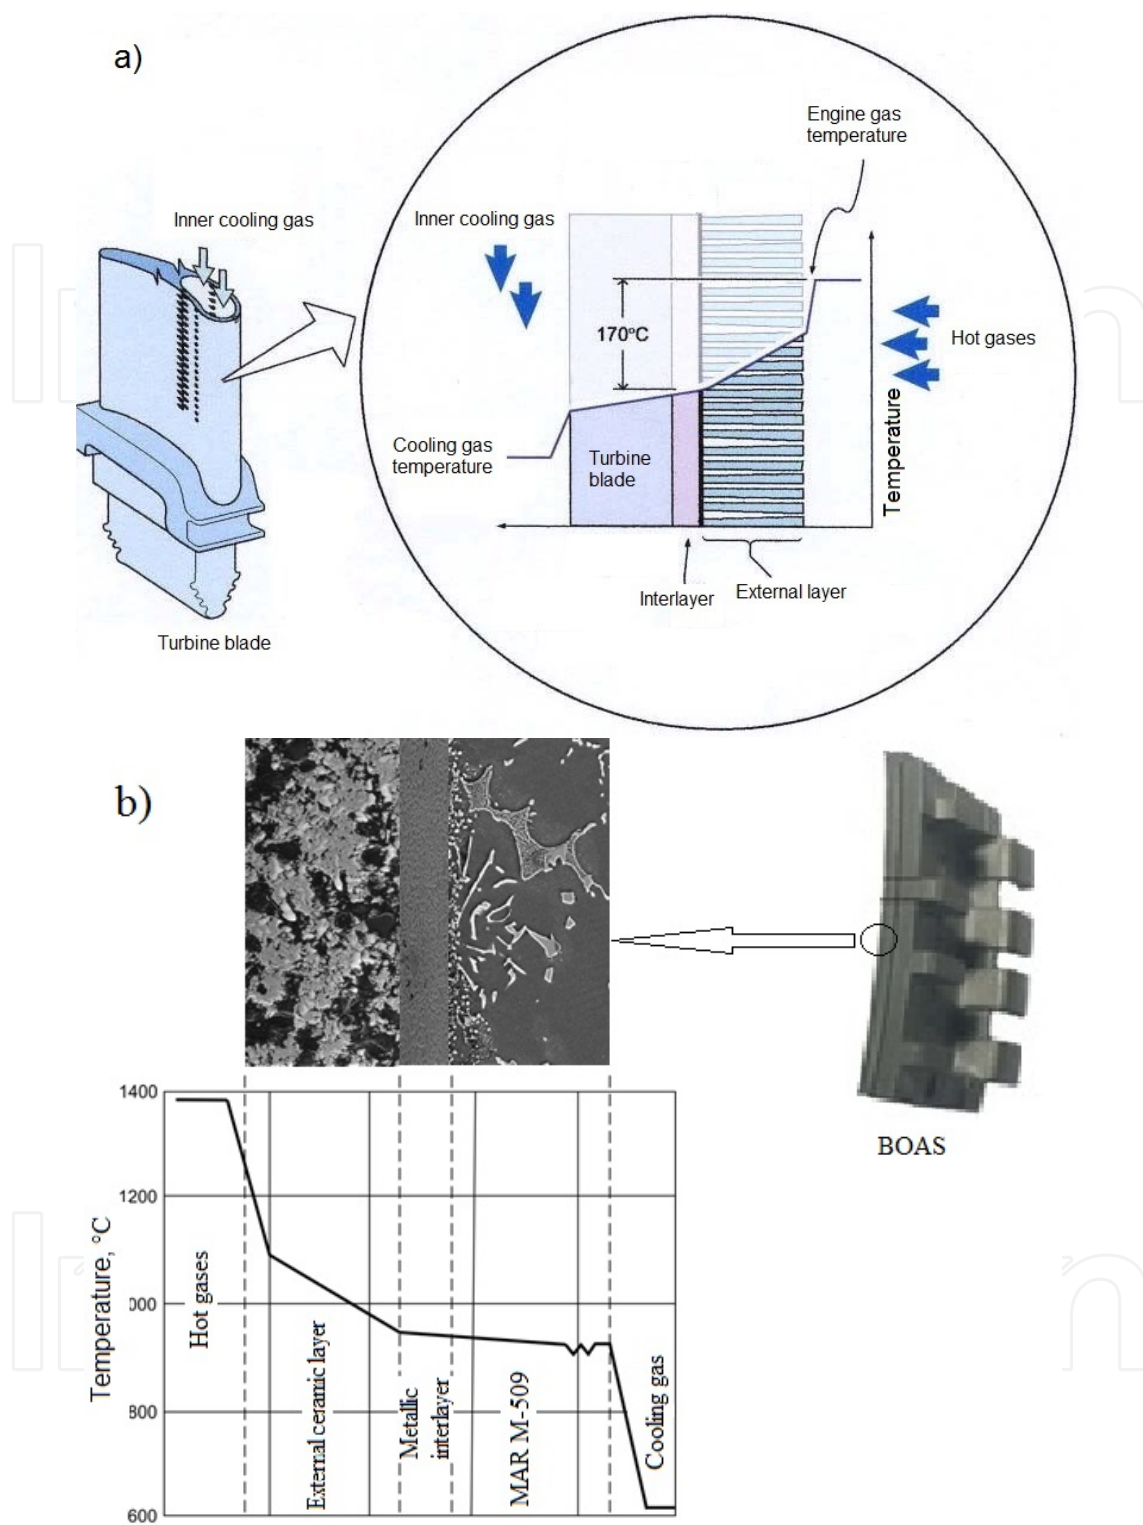 a)
Engine gas
temperature
Inner cooling gas
Inner cooling gas
170°C
Hot gases
Cooling gas
temperature
Turbine
blade
Temperature
Interlayer
External layer
Turbine blade
b)
BOAS
1400
1200
000
800
600
Temperature, °C
Hot gases
External ceramic layer
Metallic
interlayer
MAR M-509
Cooling gas